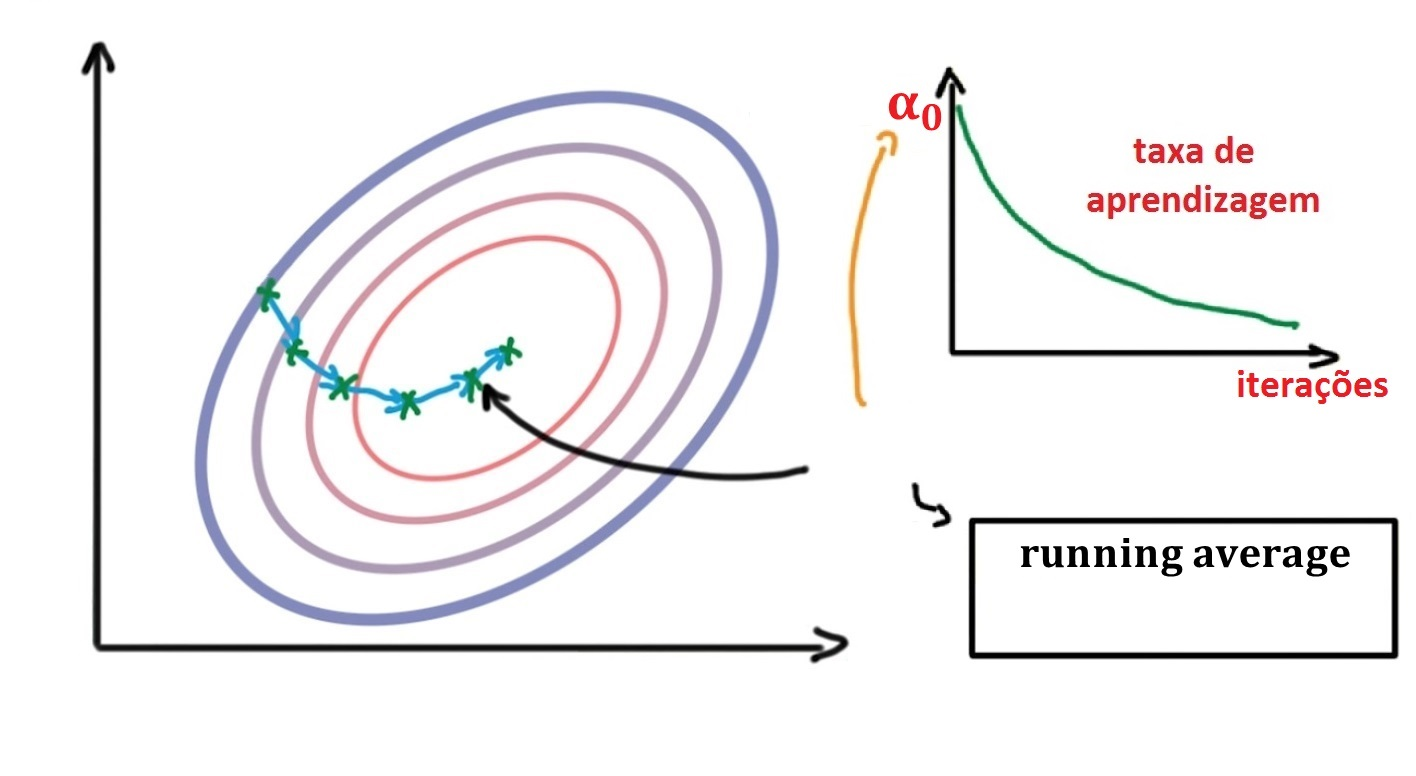 α₀
taxa de
aprendizagem
iterações
running average